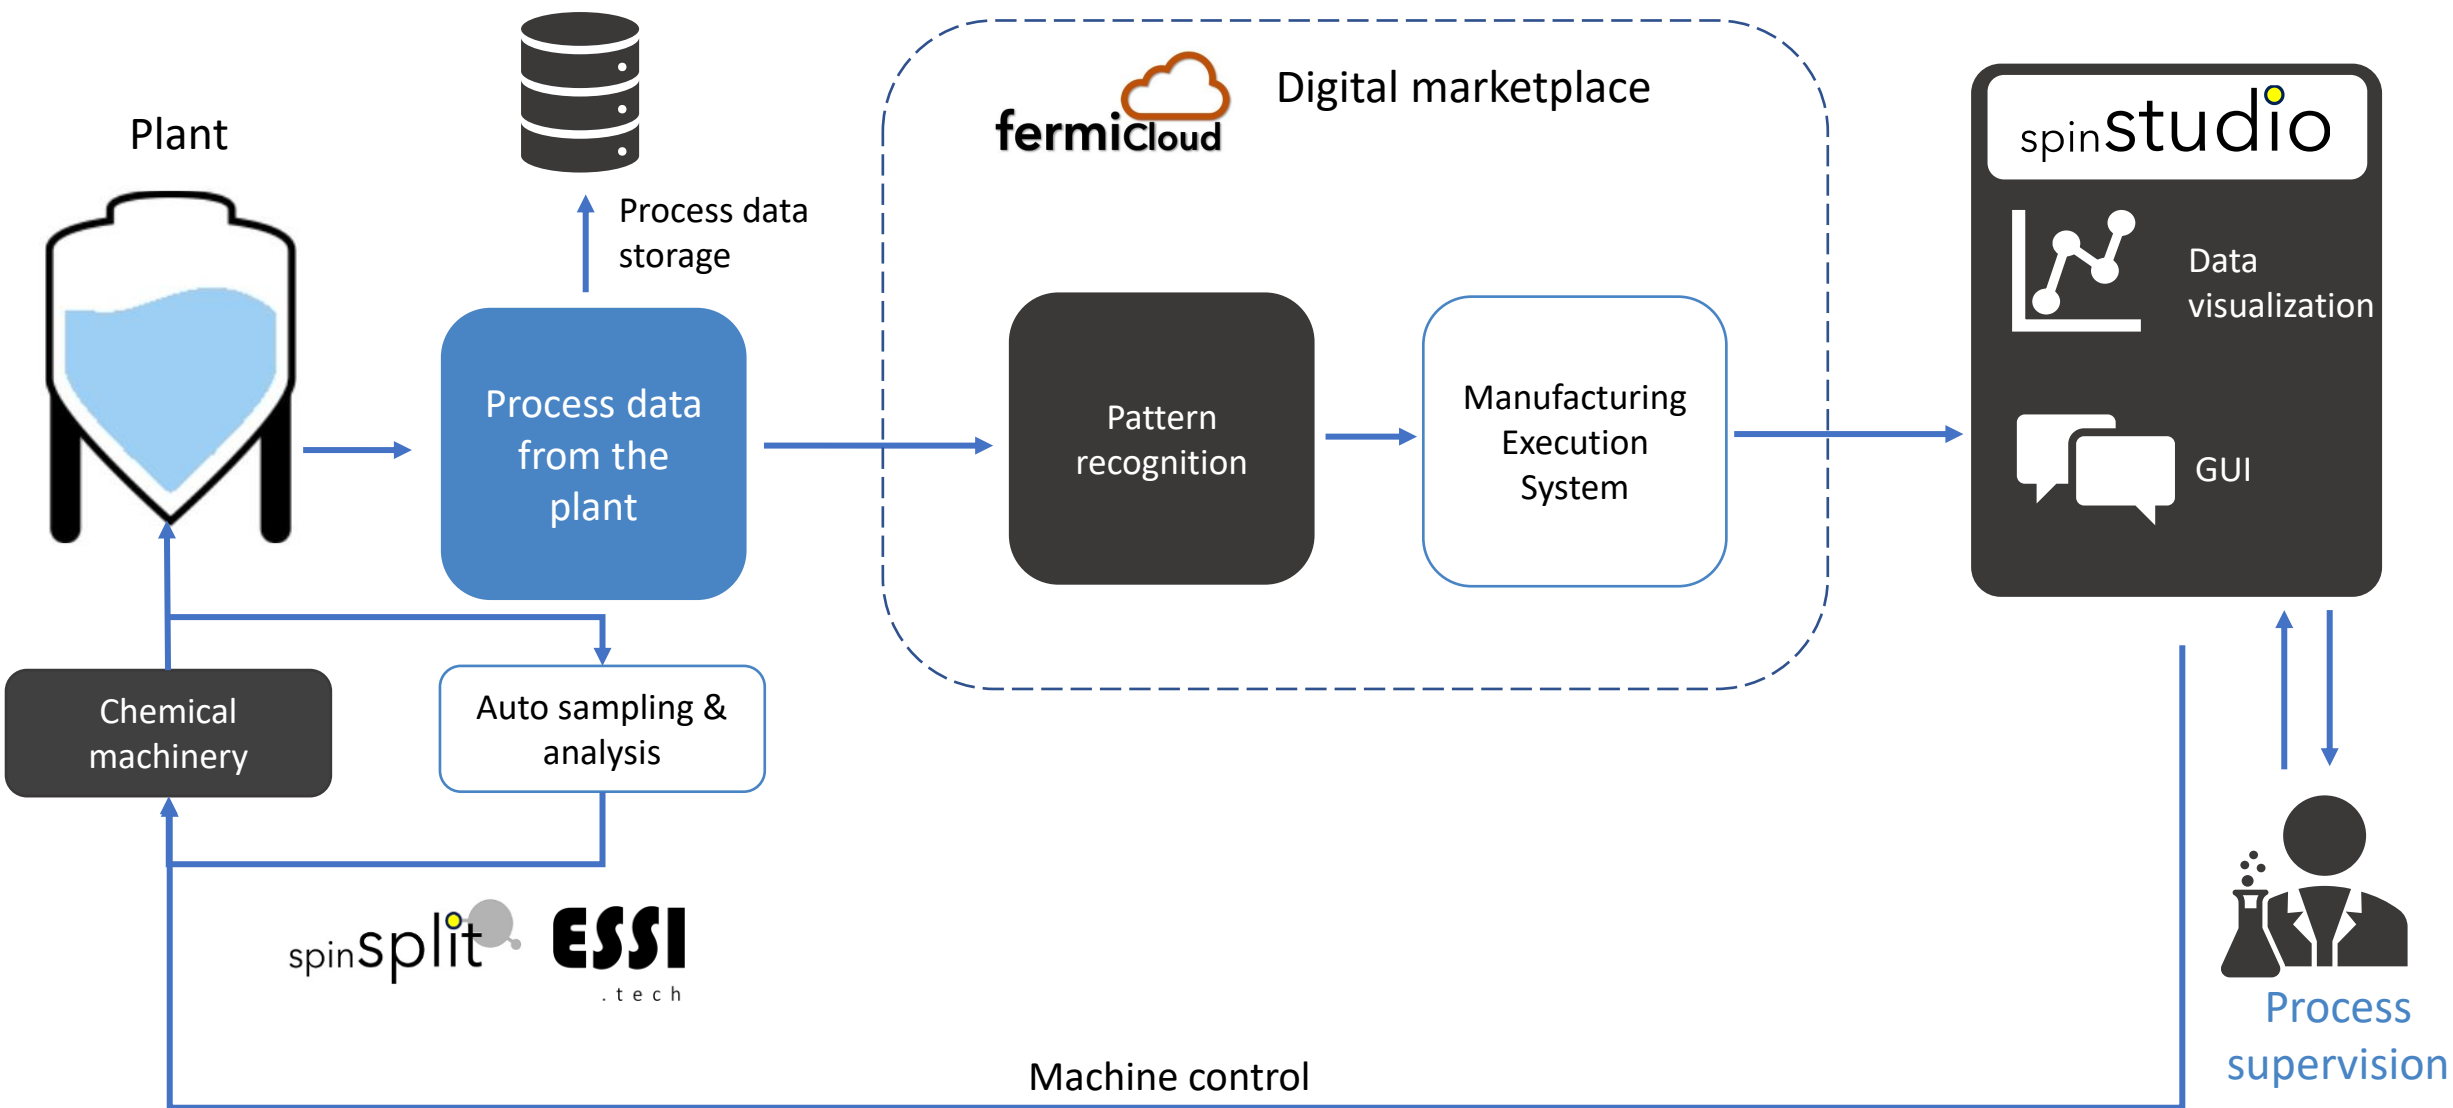 Plant
Process data
storage
Process data
from the
plant
fermiCloud
Digital marketplace
Pattern
recognition
Manufacturing
Execution
System
spinstudio
Data
visualization
GUI
Chemical
machinery
Auto sampling &
analysis
spinsplit
ESSI
.tech
Machine control
Process
supervision